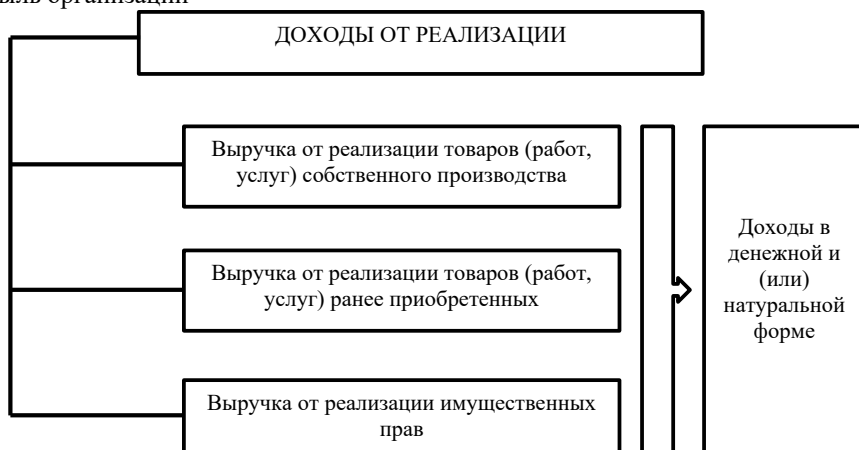 организации
ДОХОДЫ ОТ РЕАЛИЗАЦИИ
Выручка от реализации товаров (работ,
услуг) собственного производства
Выручка от реализации товаров (работ,
услуг) ранее приобретенных
Выручка от реализации имущественных
прав
Доходы в
денежной и
(или)
натуральной
форме